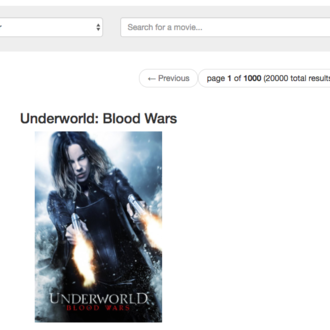 Search for a movie...
← Previous
page 1 of 1000 (20000 total results
Underworld: Blood Wars
UNDERWORLD
BLOOD WARS